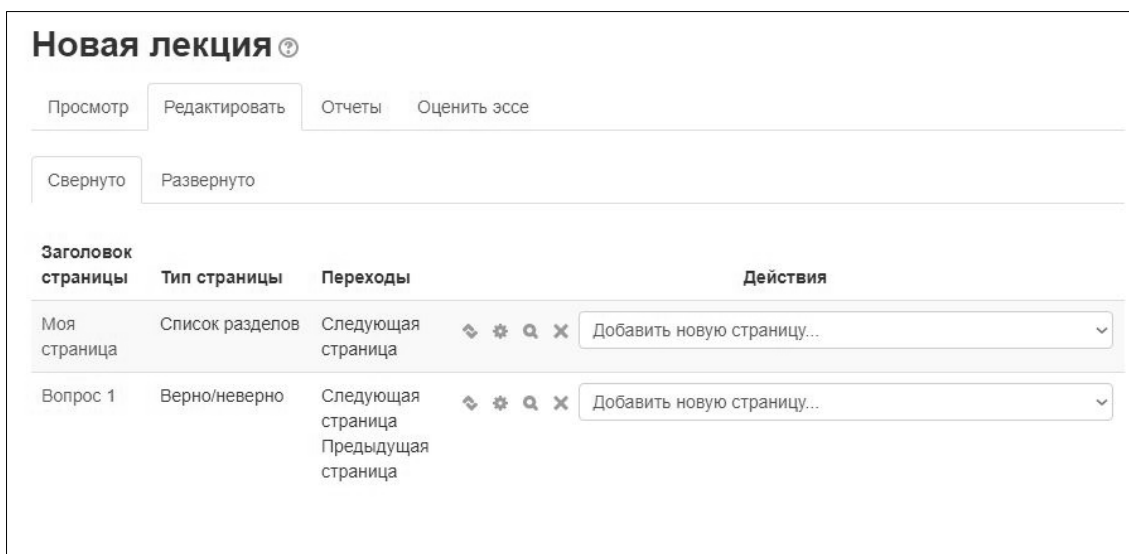 Новая лекция
Просмотр Редактировать Отчеты Оценить эссе
Свернуто Развернуто
Заголовок
страницы Тип страницы Переходы Действия
Моя Список разделов Следующая Добавить новую страницу...
страница страница
Вопрос 1 Верно/неверно Следующая Добавить новую страницу...
страница
Предыдущая
страница